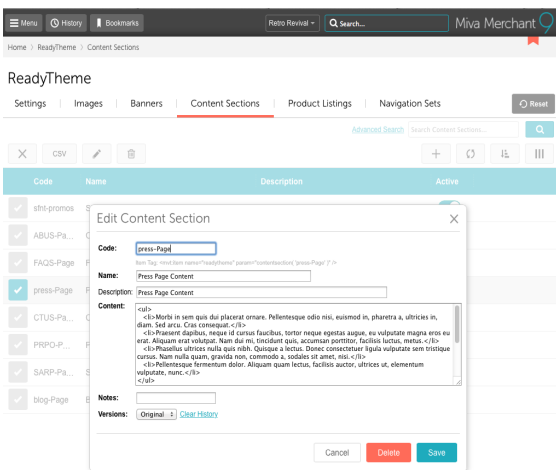 Menu History Bookmarks Retro Revival Search... Miva Merchant 9
Home > ReadyTheme > Content Sections
ReadyTheme
Settings Images Banners Content Sections Product Listings Navigation Sets Reset
Advanced Search Search Content Sections...
CSV
Code Name Description Active
sfnt-promos S
ABUS-Pa...
FAQS-Page F
press-Page
CTUS-Pa...
PRPO-P...
SARP-Pa... S
blog-Page
Edit Content Section
Code: press-Page
Item Tag: <mvt:item name="readytheme" param="contentsection( 'press-Page' )" />
Name: Press Page Content
Description: Press Page Content
Content: <ul>
<li>Morbi in sem quis dui placerat ornare. Pellentesque odio nisi, euismod in, pharetra a, ultricies in,
diam. Sed arcu. Cras consequat.</li>
<li>Praesent dapibus, neque id cursus faucibus, tortor neque egestas augue, eu vulputate magna eros eu
erat. Aliquam erat volutpat. Nam dui mi, tincidunt quis, accumsan porttitor, facilisis luctus, metus.</li>
<li>Phasellus ultrices nulla quis nibh. Quisque a lectus. Donec consectetuer ligula vulputate sem tristique
cursus. Nam nulla quam, gravida non, commodo a, sodales sit amet, nisi.</li>
<li>Pellentesque fermentum dolor. Aliquam quam lectus, facilisis auctor, ultrices ut, elementum
vulputate, nunc.</li>
</ul>
Notes:
Versions: Original Clear History
Cancel Delete Save